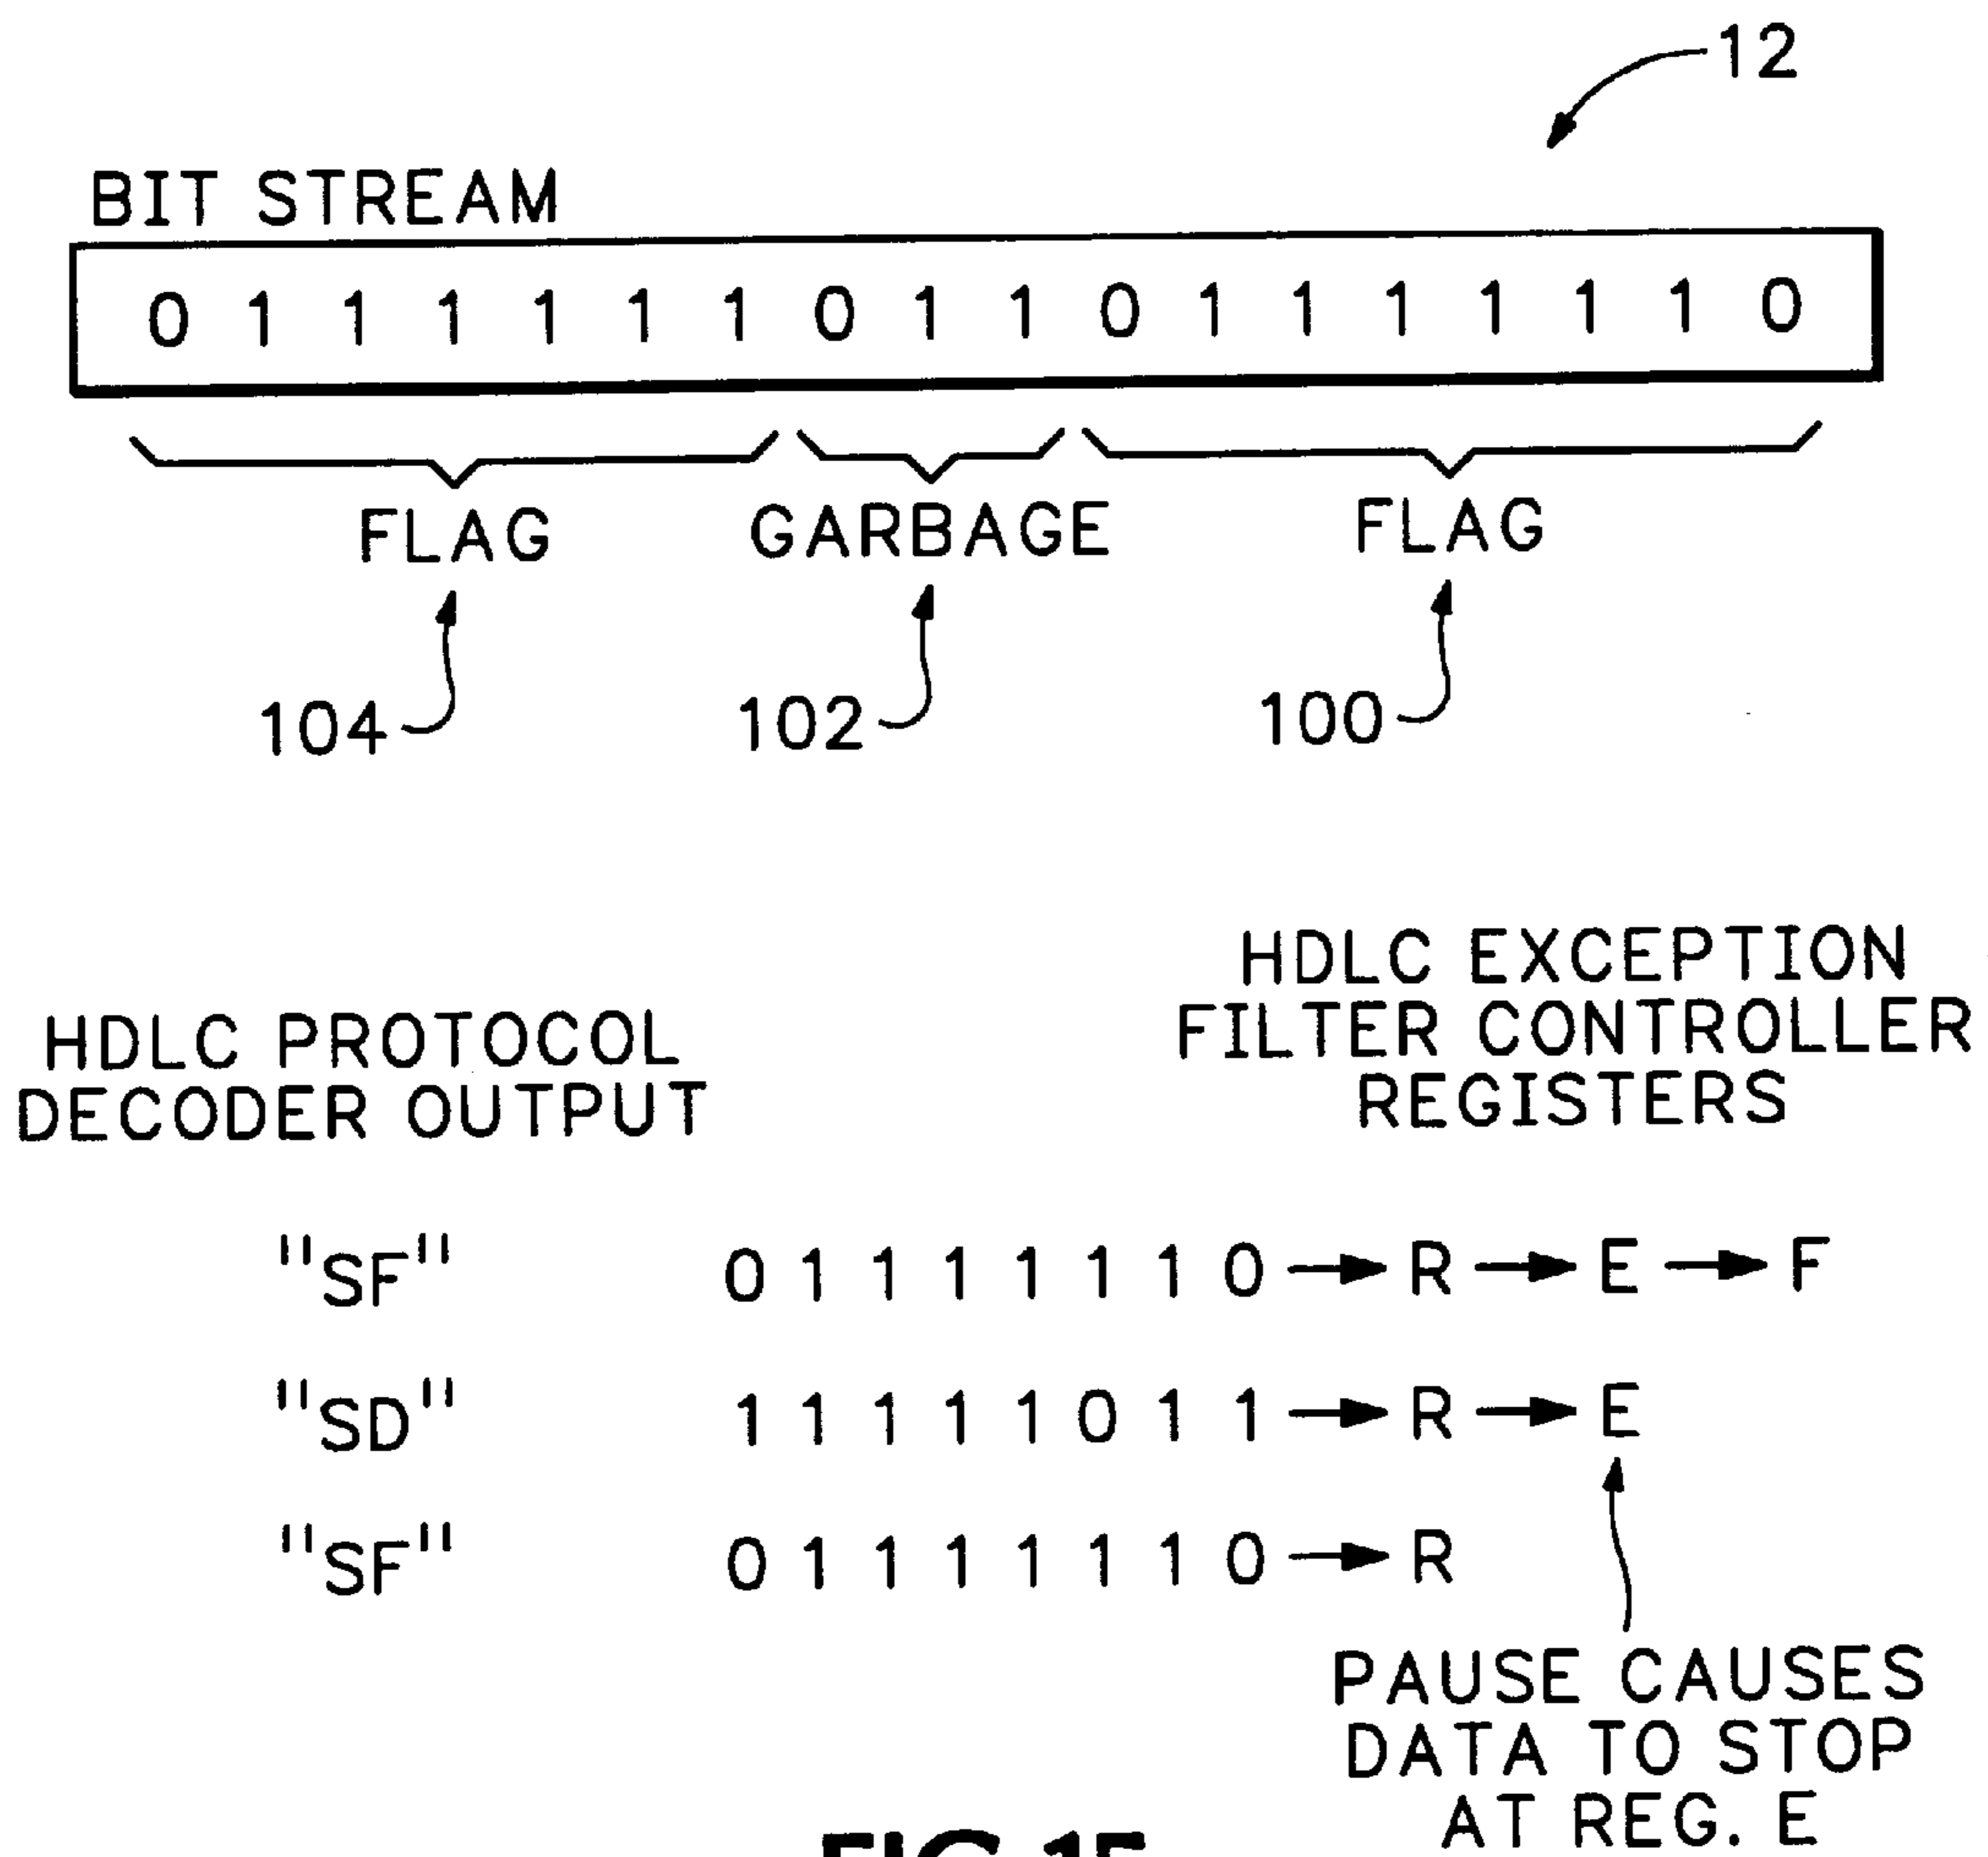 12
BIT STREAM
0 1 1 1 1 1 1 0 1 1 0 1 1 1 1 1 1 0
FLAG GARBAGE FLAG
104 102 100
HDLC PROTOCOL
DECODER OUTPUT
HDLC EXCEPTION
FILTER CONTROLLER
REGISTERS
"SF" 0 1 1 1 1 1 1 0 → R → E → F
"SD" 1 1 1 1 1 0 1 1 → R → E
"SF" 0 1 1 1 1 1 1 0 → R
PAUSE CAUSES
DATA TO STOP
AT REG. E